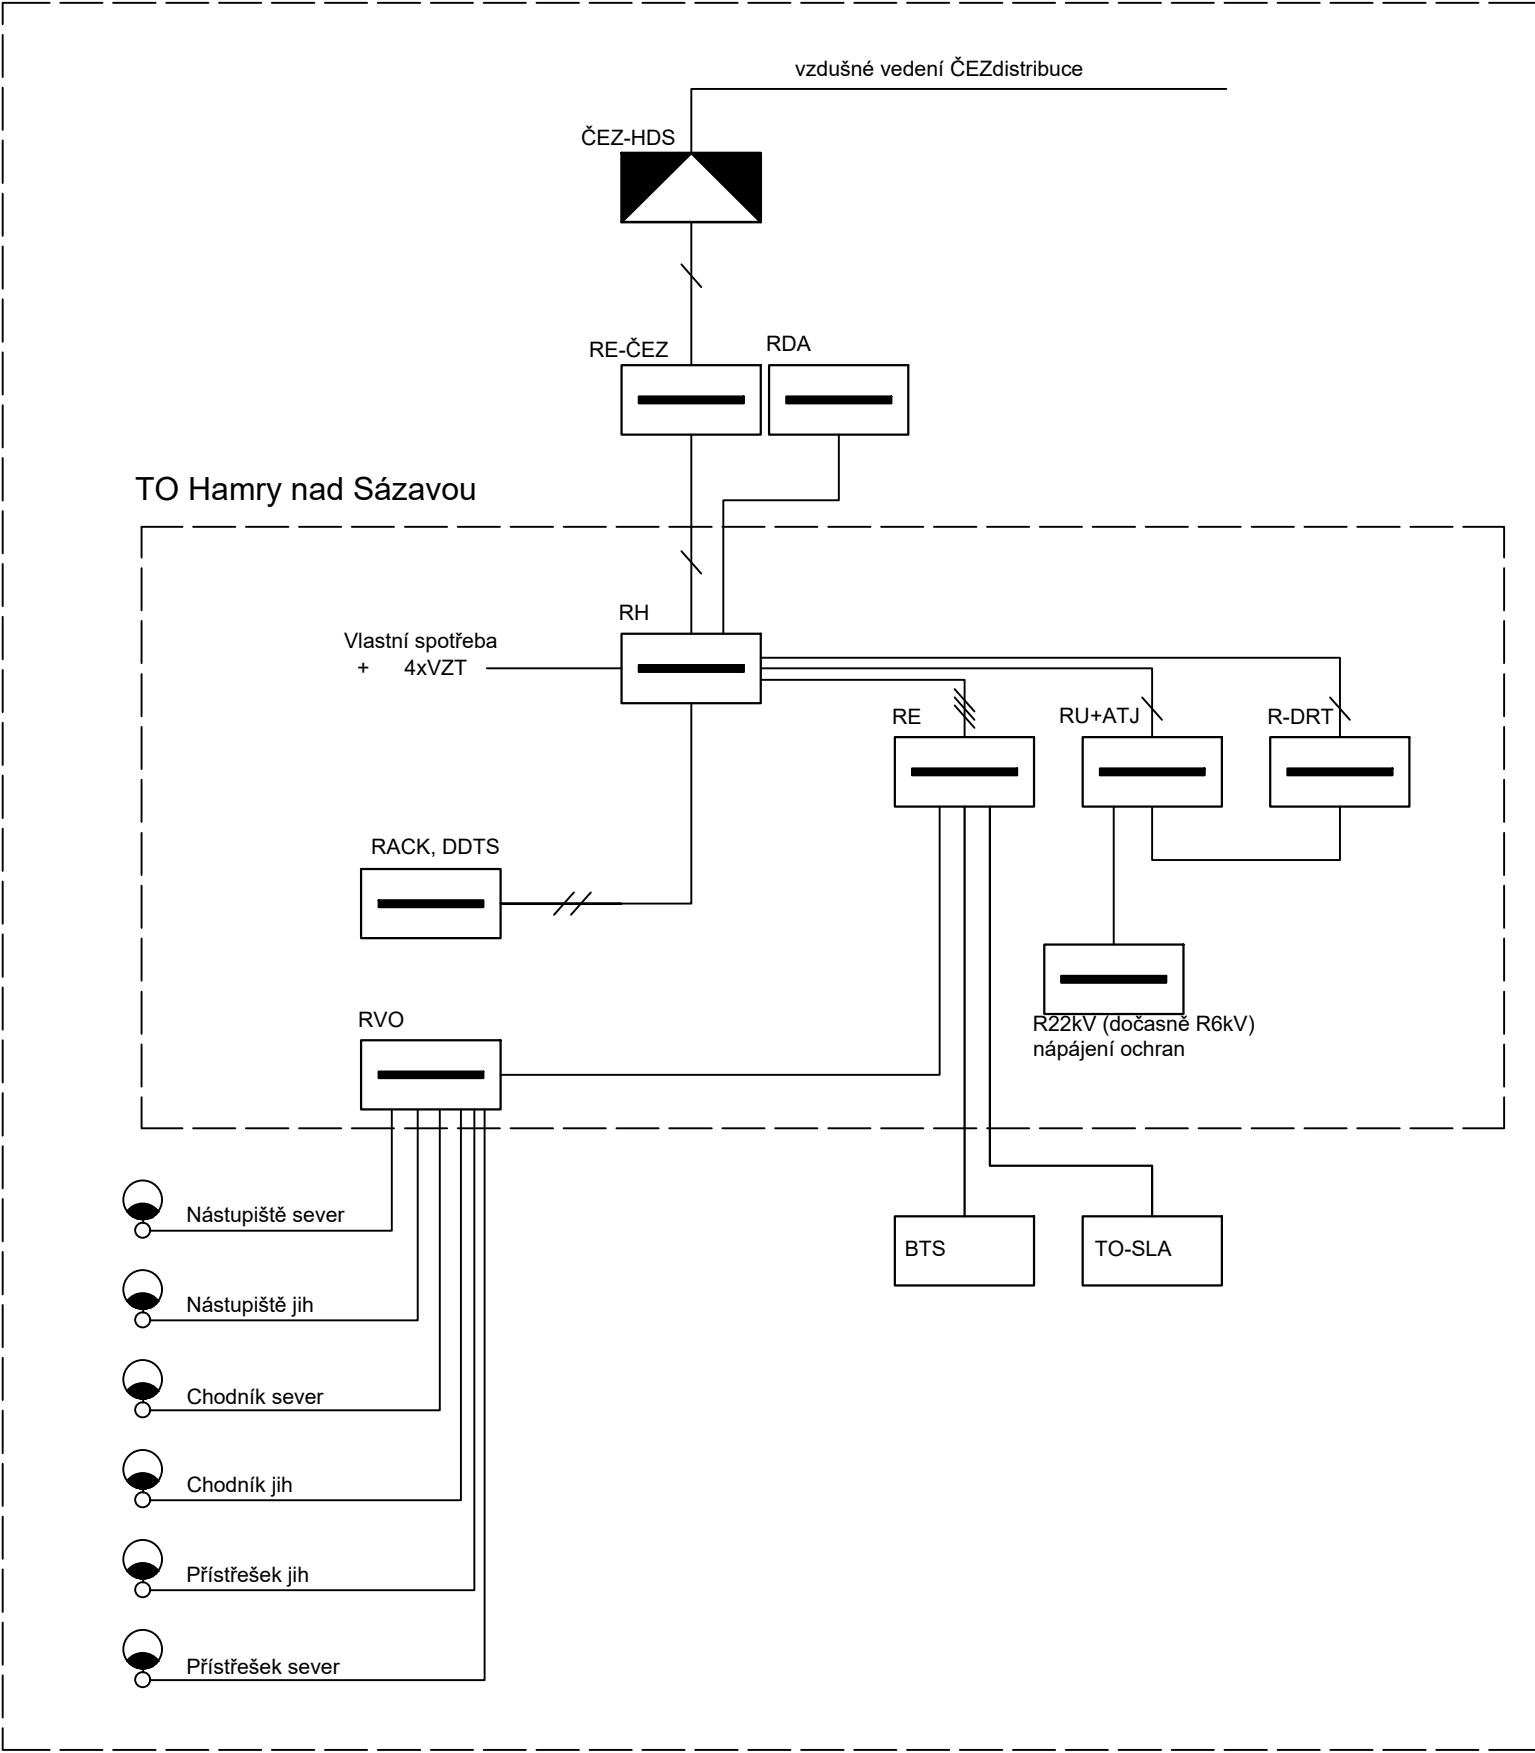 vzdušné vedení ČEZdistribuce
ČEZ-HDS
RE-ČEZ
RDA
TO Hamry nad Sázavou
RH
Vlastní spotřeba
+ 4xVZT
RE
RU+ATJ
R-DRT
RACK, DDTS
R22kV (dočasně R6kV)
nápájení ochran
RVO
Nástupiště sever
BTS
TO-SLA
Nástupiště jih
Chodník sever
Chodník jih
Přístřešek jih
Přístřešek sever